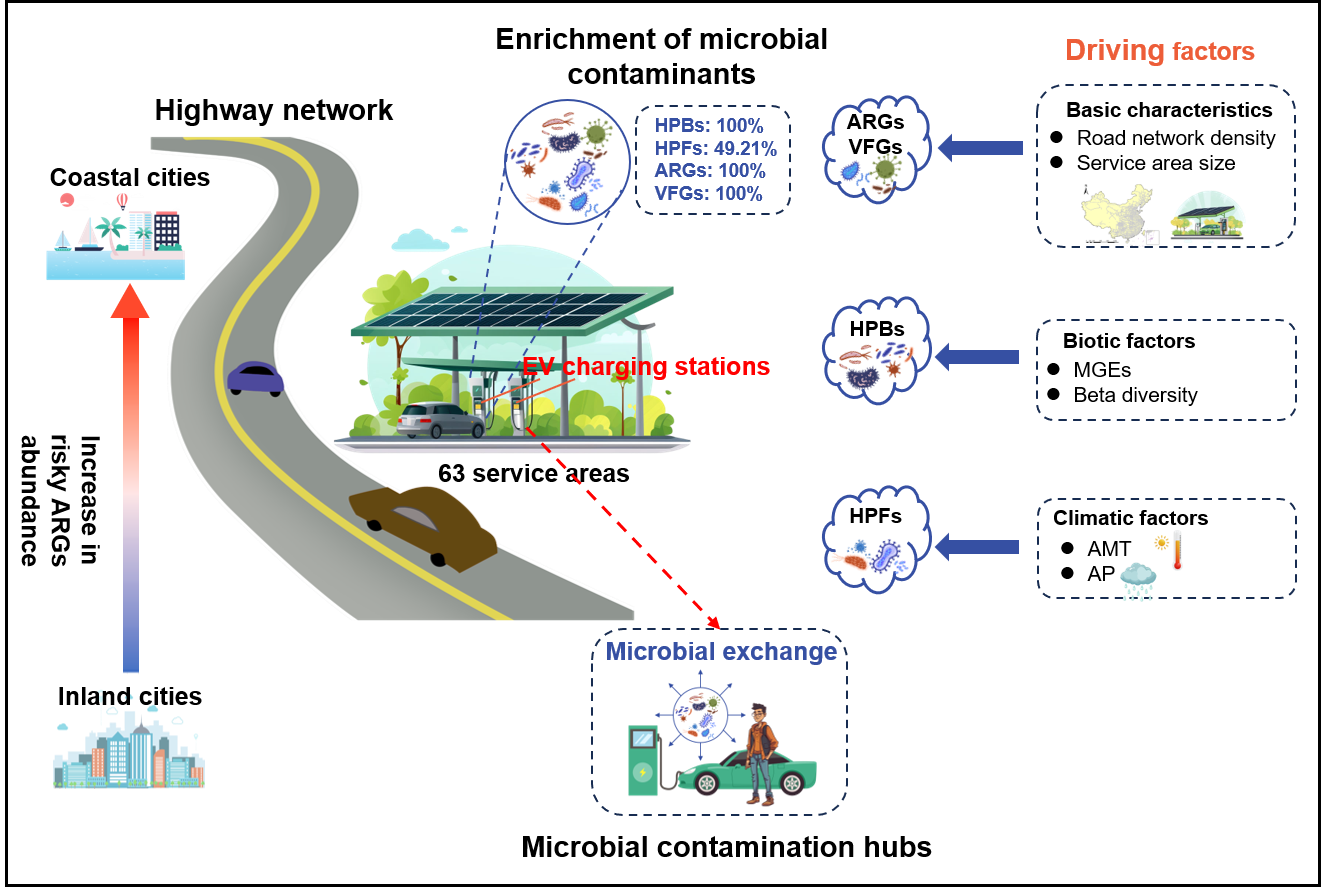 Enrichment of microbial
contaminants
Driving factors
Highway network
Coastal cities
HPBs: 100%
HPFs: 49.21%
ARGs: 100%
VFGs: 100%
ARGs
VFGs
Basic characteristics
● Road network density
● Service area size
EV charging stations
HPBs
Biotic factors
● MGEs
● Beta diversity
63 service areas
Increase in
risky ARGs
abundance
HPFs
Climatic factors
● AMT
● AP
Inland cities
Microbial exchange
Microbial contamination hubs